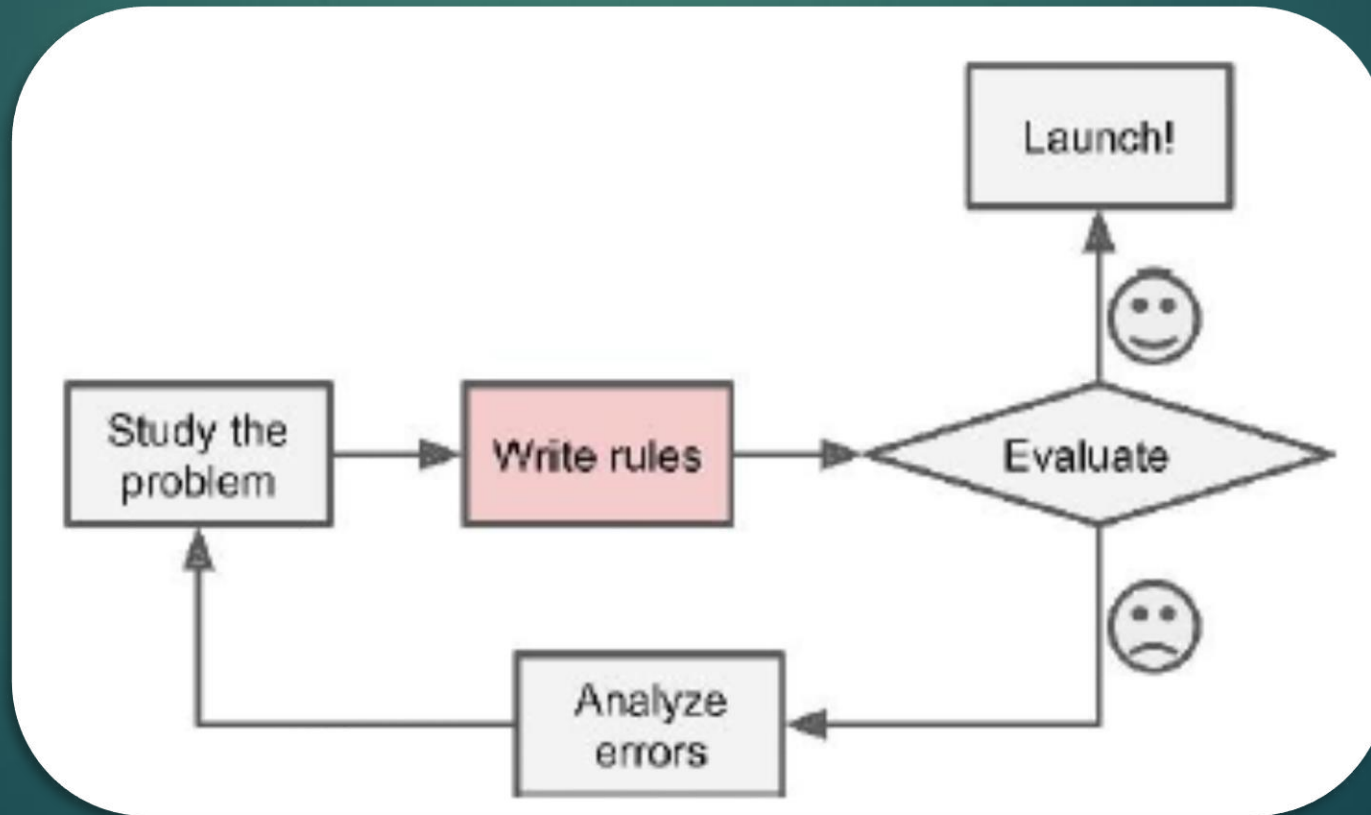 Launch!
Study the
problem
Write rules
Evaluate
Analyze
errors